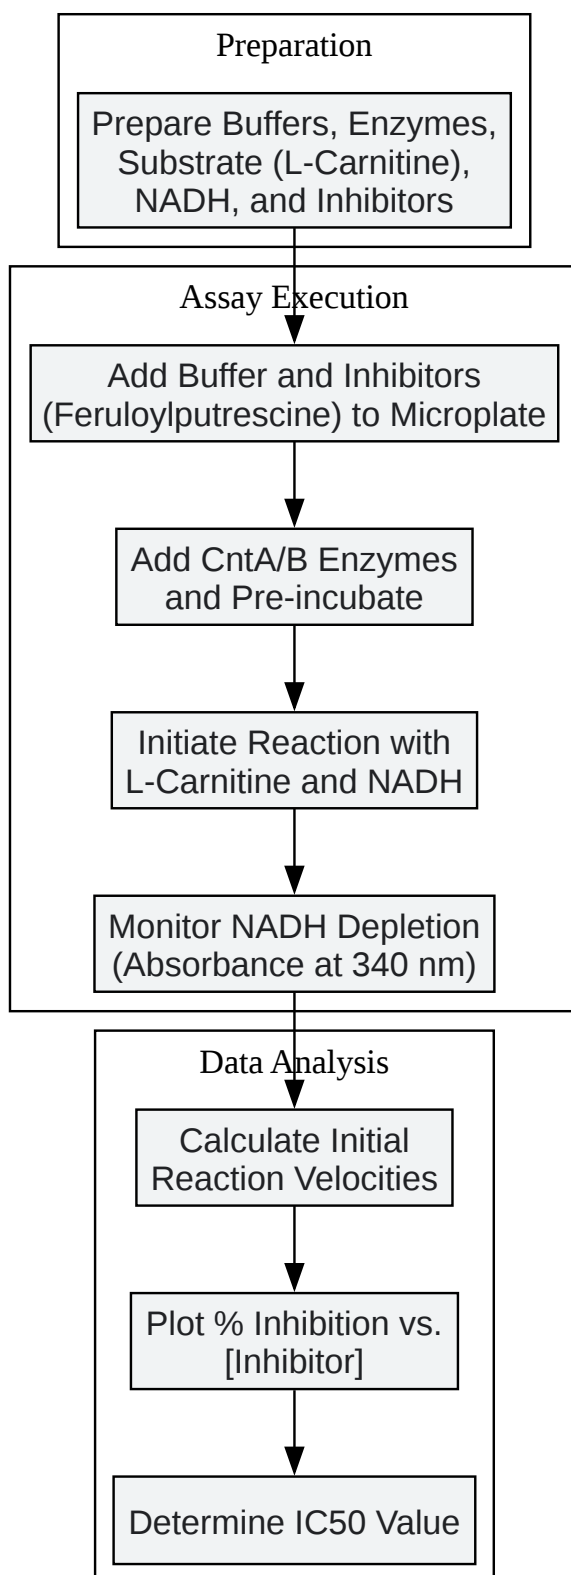 Preparation
Prepare Buffers, Enzymes,
Substrate (L-Carnitine),
NADH, and Inhibitors
Assay Execution
Add Buffer and Inhibitors
(Feruloylputrescine) to Microplate
Add CntA/B Enzymes
and Pre-incubate
Initiate Reaction with
L-Carnitine and NADH
Monitor NADH Depletion
(Absorbance at 340 nm)
Data Analysis
Calculate Initial
Reaction Velocities
Plot % Inhibition vs.
[Inhibitor]
Determine IC50 Value